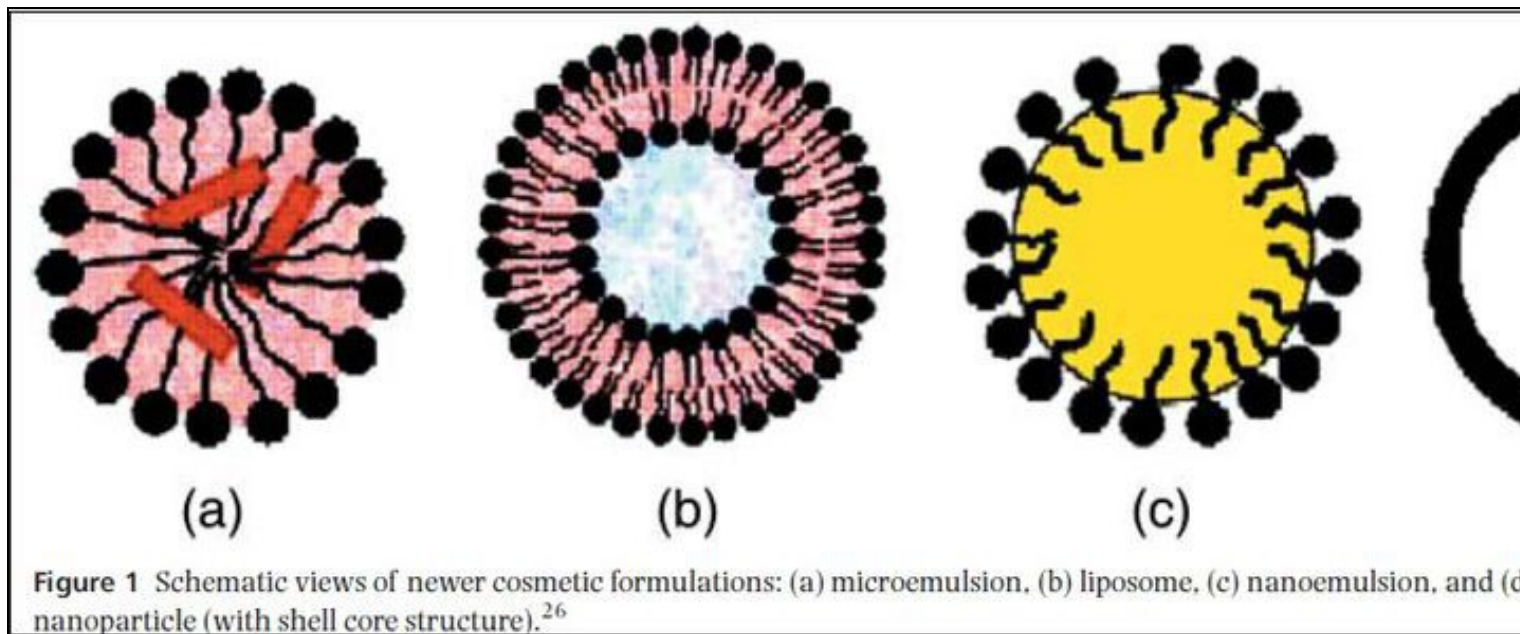 (a) (b) (c)
Figure 1 Schematic views of newer cosmetic formulations: (a) microemulsion, (b) liposome, (c) nanoemulsion, and (d
nanoparticle (with shell core structure).26